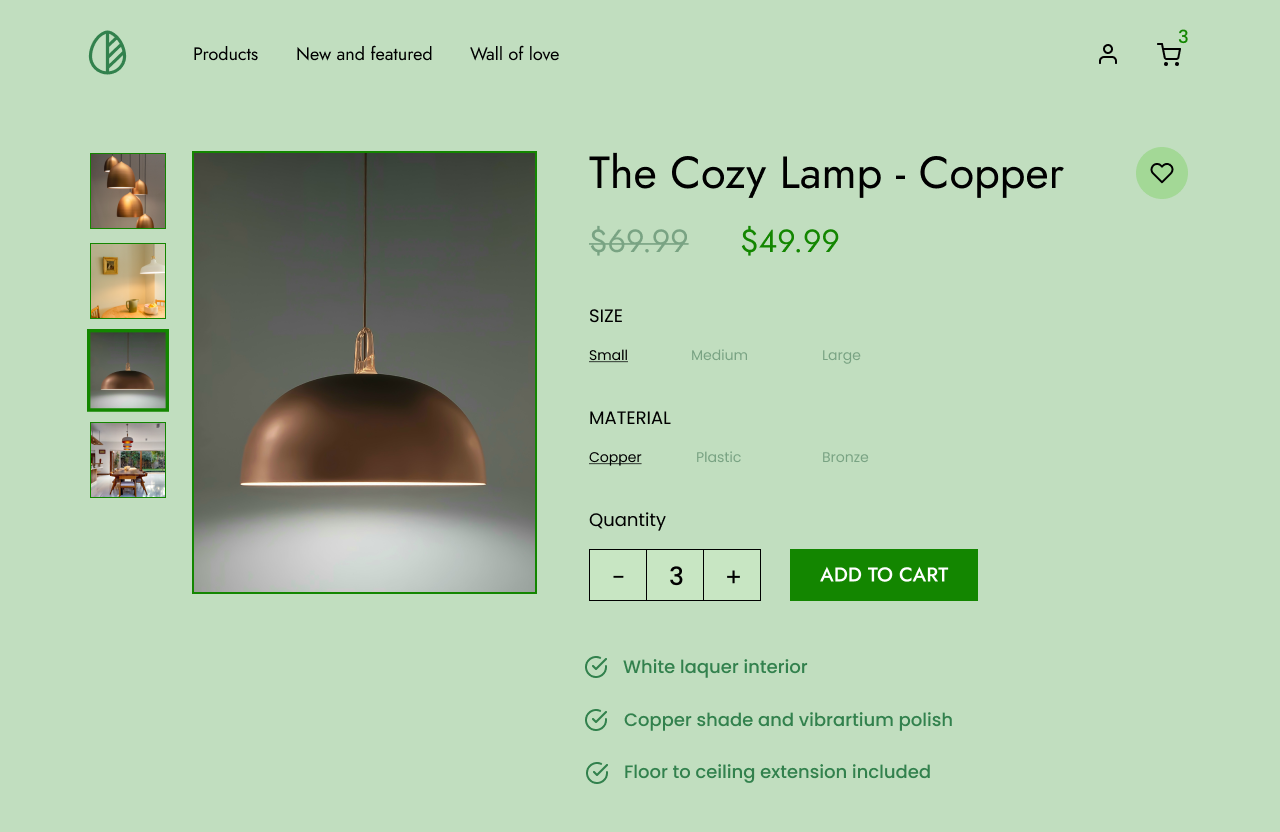 Products New and featured Wall of love 3
The Cozy Lamp - Copper
$69.99 $49.99
SIZE
Small Medium Large
MATERIAL
Copper Plastic Bronze
Quantity
- 3 + ADD TO CART
White laquer interior
Copper shade and vibrartium polish
Floor to ceiling extension included